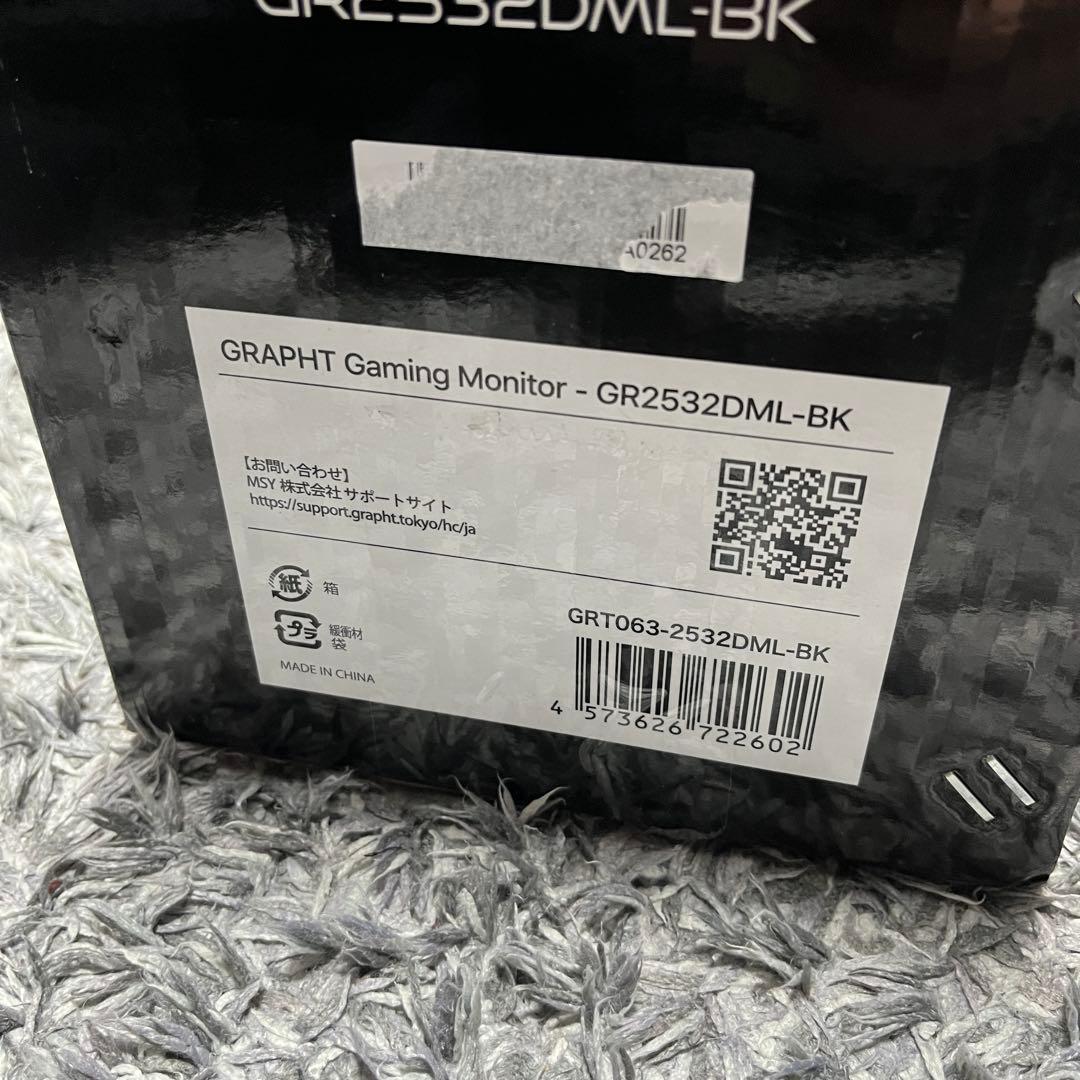 GR2532DML-BK
A0262
GRAPHT Gaming Monitor - GR2532DML-BK
【お問い合わせ】
MSY 株式会社 サポートサイト
https://support.grapht.tokyo/hc/ja
紙 箱
プラ 緩衝材
袋
MADE IN CHINA
GRT063-2532DML-BK
4 573626 722602